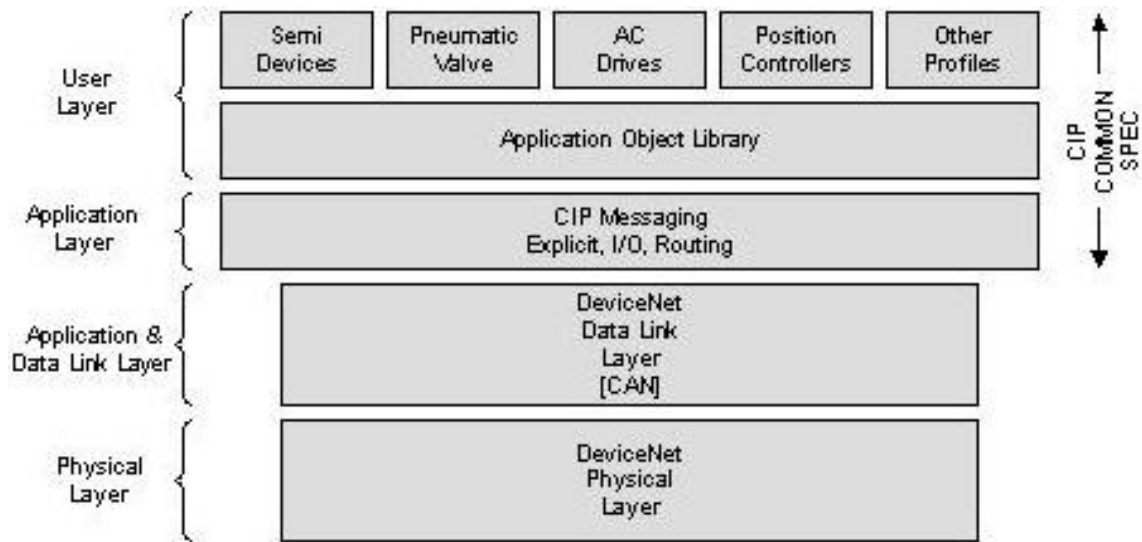 User
Layer
Semi
Devices
Pneumatic
Valve
AC
Drives
Position
Controllers
Other
Profiles
Application Object Library
CIP
COMMON
SPEC
Application
Layer
CIP Messaging
Explicit, I/O, Routing
Application &
Data Link Layer
DeviceNet
Data Link
Layer
[CAN]
Physical
Layer
DeviceNet
Physical
Layer